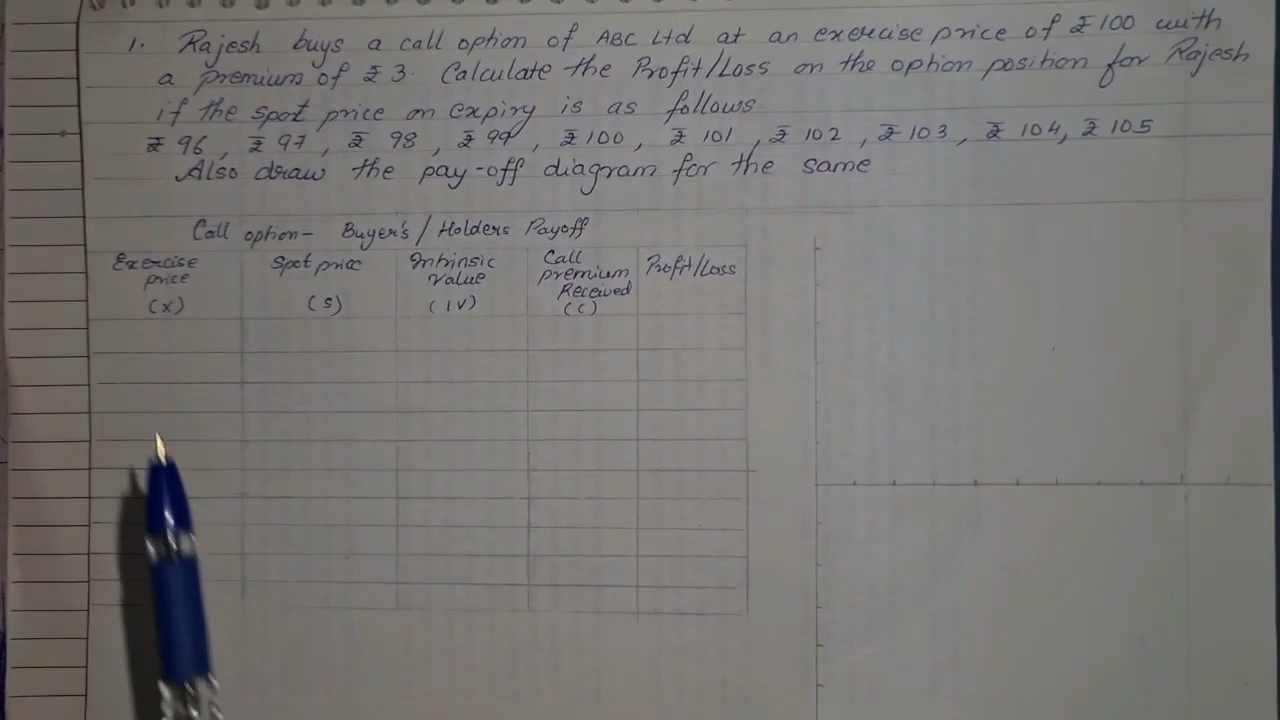 1. Rajesh buys a call option of ABC Ltd at an exercise price of ₹ 100 with
a premium of ₹ 3. Calculate the Profit/Loss on the option position for Rajesh
if the spot price on expiry is as follows
₹ 96, ₹ 97, ₹ 98, ₹ 99, ₹ 100, ₹ 101, ₹ 102, ₹ 103, ₹ 104, ₹ 105
Also draw the pay-off diagram for the same
Call option- Buyer's / Holders Payoff
Exercise price (X)
Spot price (S)
Intrinsic Value (IV)
Call premium Received (C)
Profit/Loss